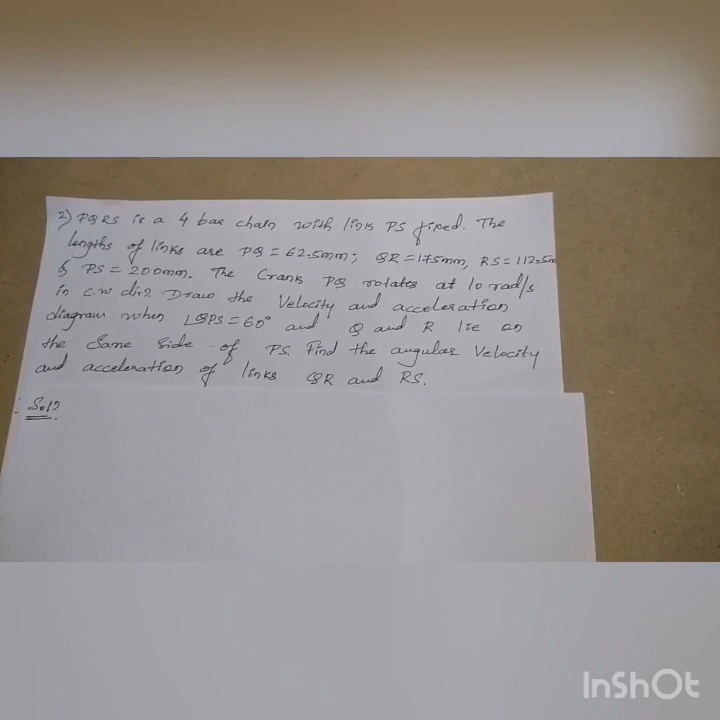 2) PQRS is a 4 bar chain with link PS fixed. The
lengths of links are PQ = 62.5mm; QR = 175mm, RS = 112.5m
& PS = 200mm. The Crank PQ rotates at 10 rad/s
in c.w dirn Draw the Velocity and acceleration
diagram when ∠QPS = 60° and Q and R lie on
the Same Side of PS. Find the angular Velocity
and acceleration of links QR and RS.
: Soln.
InShOt